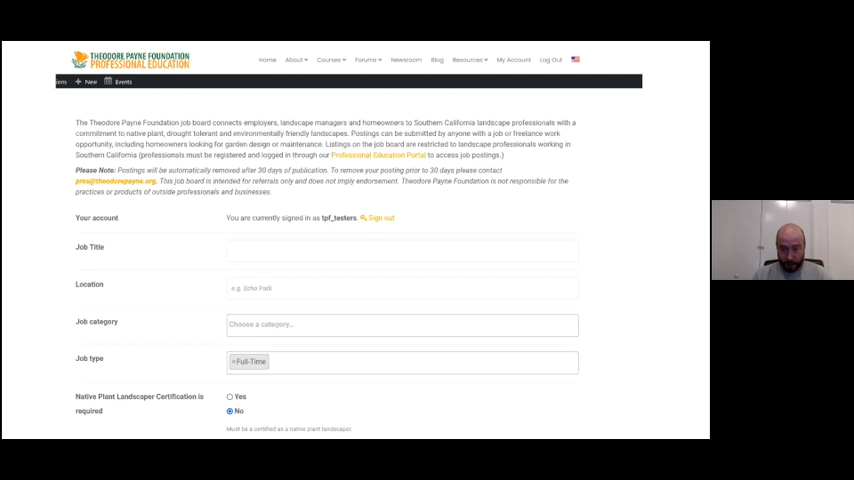 THEODORE PAYNE FOUNDATION
PROFESSIONAL EDUCATION
Home About Courses Forums Newsroom Blog Resources My Account Log Out
ions New Events
The Theodore Payne Foundation job board connects employers, landscape managers and homeowners to Southern California landscape professionals with a
commitment to native plant, drought tolerant and environmentally friendly landscapes. Postings can be submitted by anyone with a job or freelance work
opportunity, including homeowners looking for garden design or maintenance. Listings on the job board are restricted to landscape professionals working in
Southern California (professionals must be registered and logged in through our Professional Education Portal to access job postings.)
Please Note: Postings will be automatically removed after 30 days of publication. To remove your posting prior to 30 days please contact
pros@theodorepayne.org. This job board is intended for referrals only and does not imply endorsement. Theodore Payne Foundation is not responsible for the
practices or products of outside professionals and businesses.
Your account You are currently signed in as tpf_testers. Sign out
Job Title
Location e.g. Echo Park
Job category Choose a category...
Job type ×Full-Time
Native Plant Landscaper Certification is Yes
required No
Must be a certified as a native plant landscaper.